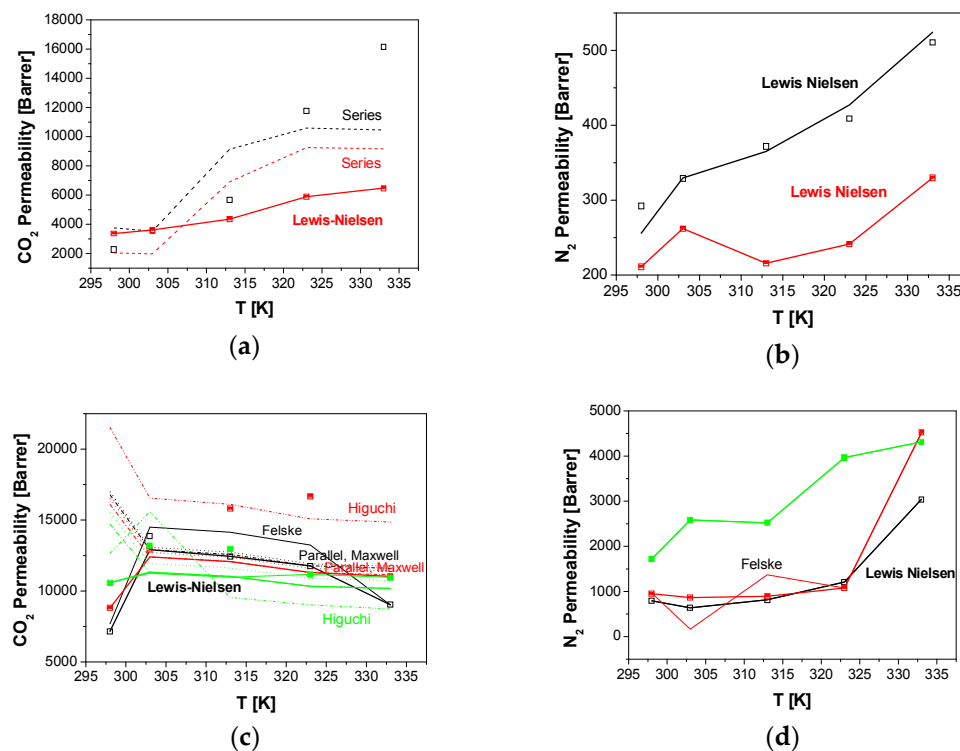 CO2 Permeability [Barrer]
18000
16000
14000
12000
10000
8000
6000
4000
2000
Series
Series
Lewis-Nielsen
295 300 305 310 315 320 325 330 335
T [K]
(a)
N2 Permeability [Barrer]
500
400
300
200
Lewis Nielsen
Lewis Nielsen
295 300 305 310 315 320 325 330 335
T [K]
(b)
CO2 Permeability [Barrer]
20000
15000
10000
5000
Higuchi
Felske
Parallel, Maxwell
Parallel, Maxwell
Lewis-Nielsen
Higuchi
295 300 305 310 315 320 325 330 335
T [K]
(c)
N2 Permeability [Barrer]
5000
4000
3000
2000
1000
0
Felske
Lewis Nielsen
295 300 305 310 315 320 325 330 335
T [K]
(d)